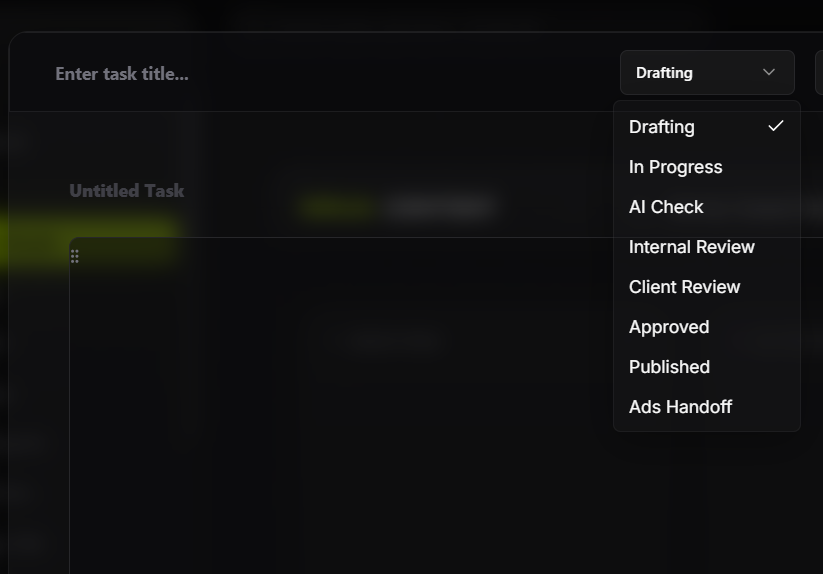 Enter task title...
Drafting
Drafting
In Progress
AI Check
Untitled Task
Internal Review
Client Review
Approved
Published
Ads Handoff